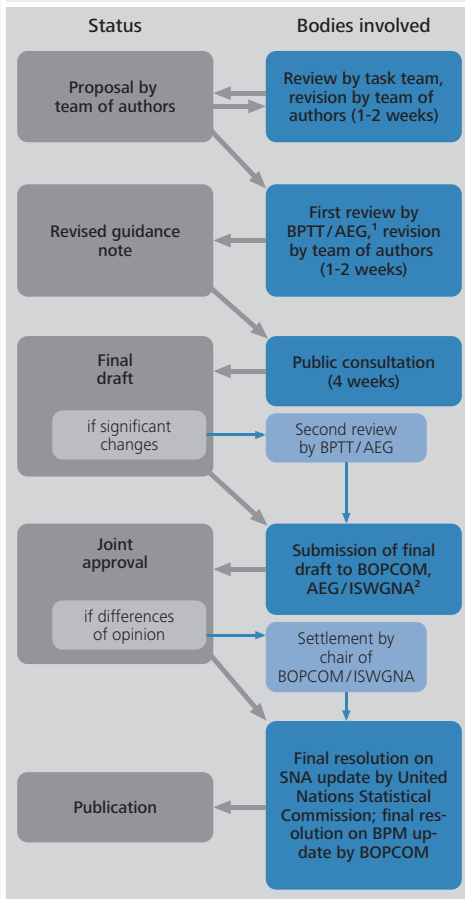 Status
Bodies involved
Proposal by
team of authors
Review by task team,
revision by team of
authors (1-2 weeks)
Revised guidance
note
First review by
BPTT/AEG,¹ revision
by team of authors
(1-2 weeks)
Final
draft
Public consultation
(4 weeks)
if significant
changes
Second review
by BPTT/AEG
Joint
approval
Submission of final
draft to BOPCOM,
AEG/ISWGNA²
if differences
of opinion
Settlement by
chair of
BOPCOM/ISWGNA
Publication
Final resolution on
SNA update by United
Nations Statistical
Commission; final res-
olution on BPM up-
date by BOPCOM